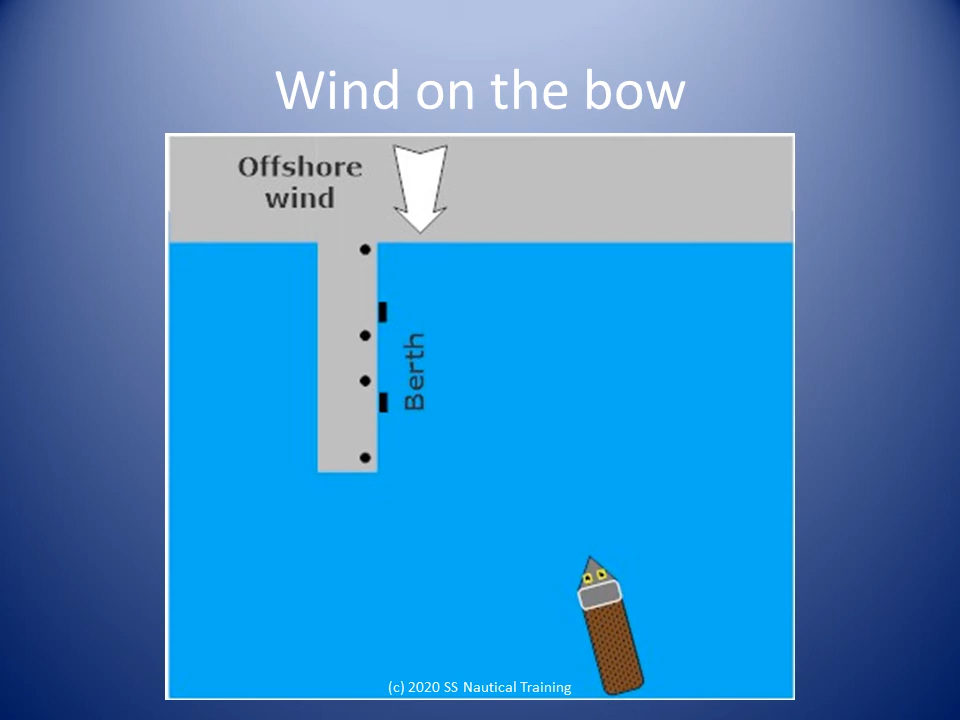 Wind on the bow
Offshore
wind
Berth
(c) 2020 SS Nautical Training